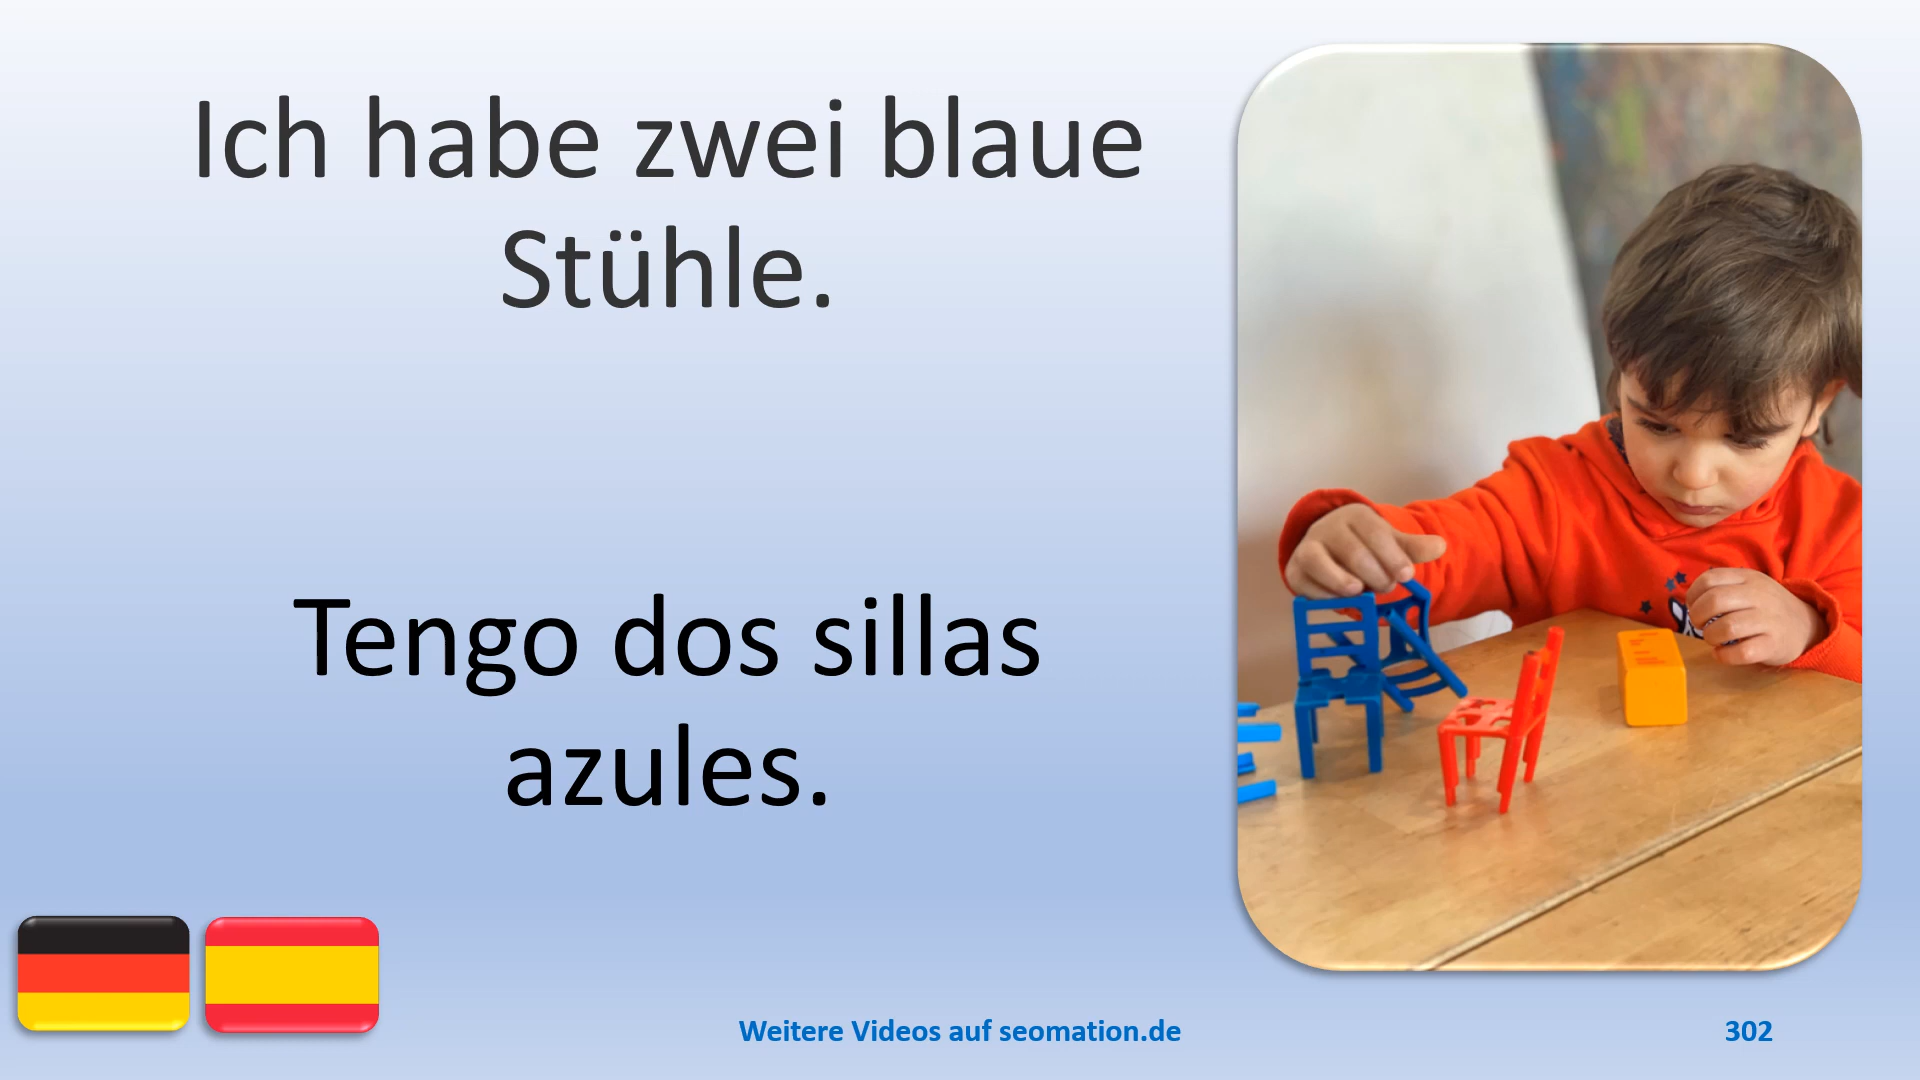 Ich habe zwei blaue
Stühle.
Tengo dos sillas
azules.
Weitere Videos auf seomation.de
302